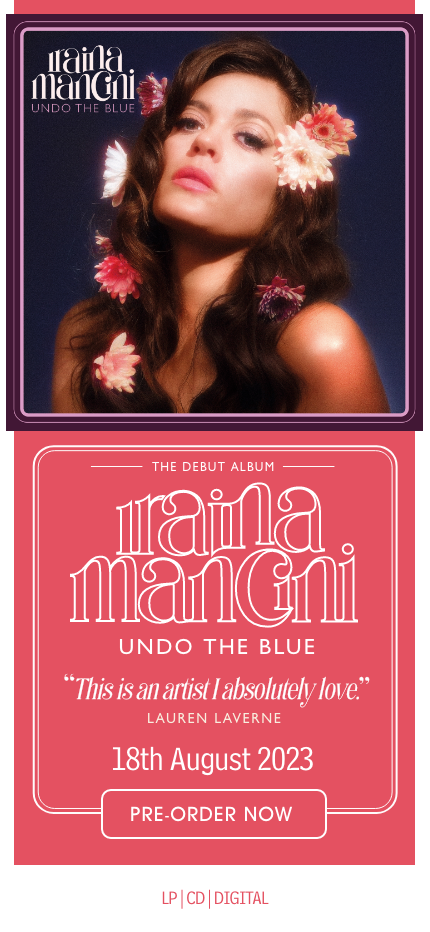 iraina
mancini
UNDO THE BLUE
THE DEBUT ALBUM
iraina
mancini
UNDO THE BLUE
“This is an artist I absolutely love.”
LAUREN LAVERNE
18th August 2023
PRE-ORDER NOW
LP | CD | DIGITAL